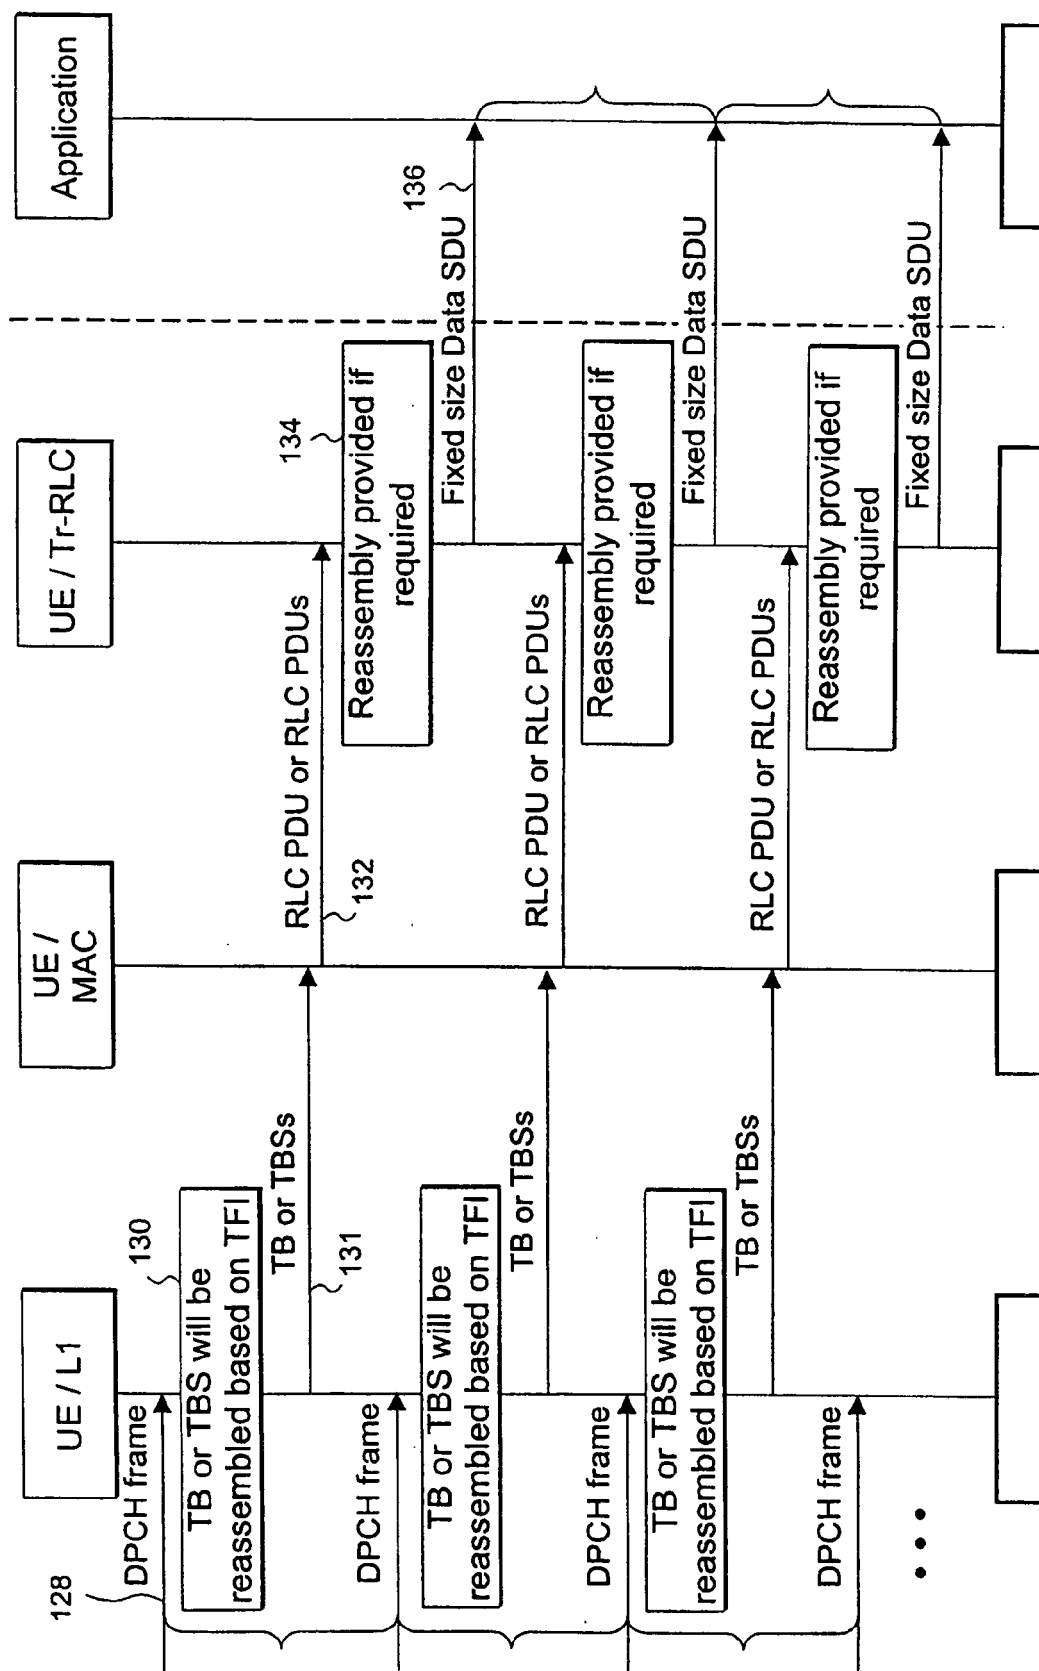 UE / L1
UE /
MAC
UE / Tr-RLC
Application
128
DPCH frame
130
TB or TBS will be
reassembled based on TFI
TB or TBSs
131
RLC PDU or RLC PDUs
132
134
Reassembly provided if
required
Fixed size Data SDU
136
DPCH frame
TB or TBS will be
reassembled based on TFI
TB or TBSs
RLC PDU or RLC PDUs
Reassembly provided if
required
Fixed size Data SDU
DPCH frame
TB or TBS will be
reassembled based on TFI
TB or TBSs
RLC PDU or RLC PDUs
Reassembly provided if
required
Fixed size Data SDU
DPCH frame